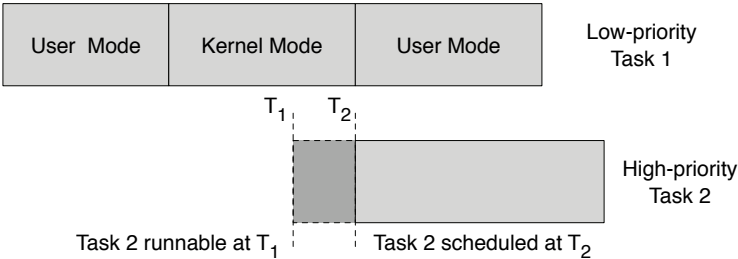 User Mode
Kernel Mode
User Mode
Low-priority
Task 1
T1
T2
High-priority
Task 2
Task 2 runnable at T1
Task 2 scheduled at T2